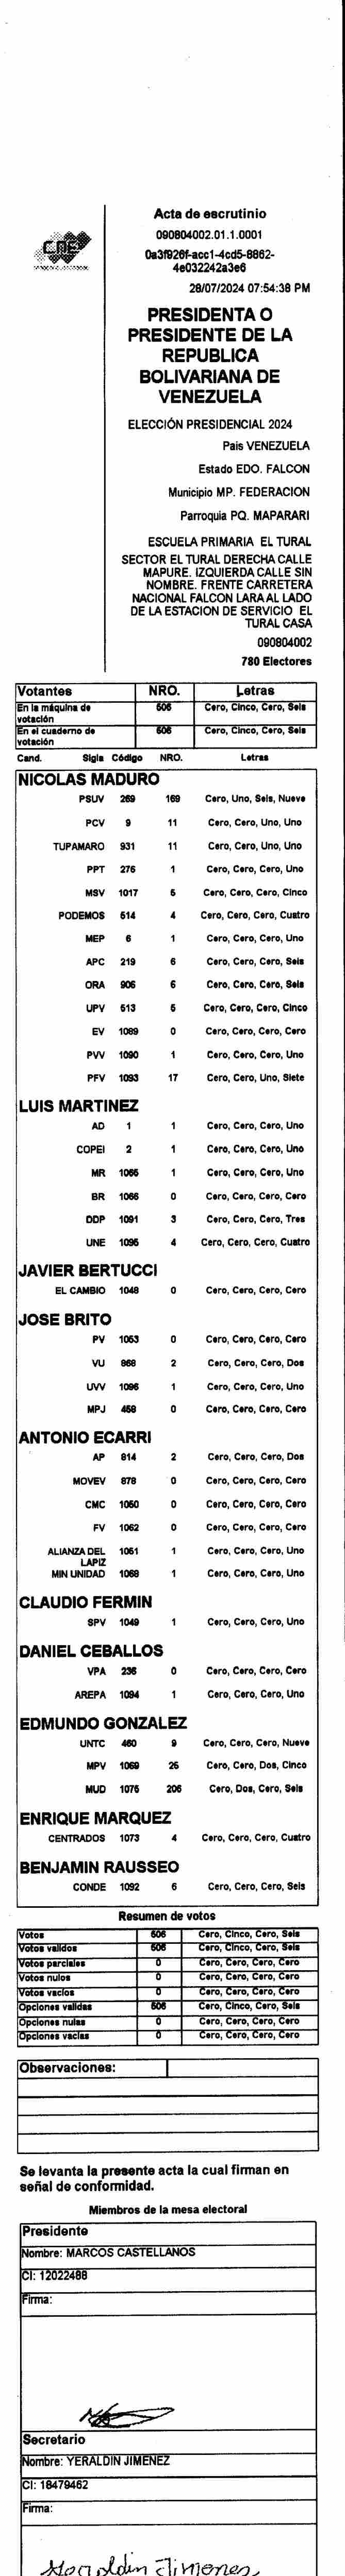 Acta de escrutinio
CNE
090804002.01.1.0001
0a3f926f-acc1-4cd5-8862-
4e032242a3e6
28/07/2024 07:54:38 PM
PRESIDENTA O
PRESIDENTE DE LA
REPUBLICA
BOLIVARIANA DE
VENEZUELA
ELECCIÓN PRESIDENCIAL 2024
Pais VENEZUELA
Estado EDO. FALCON
Municipio MP. FEDERACION
Parroquia PQ. MAPARARI
ESCUELA PRIMARIA EL TURAL
SECTOR EL TURAL DERECHA CALLE
MAPURE. IZQUIERDA CALLE SIN
NOMBRE. FRENTE CARRETERA
NACIONAL FALCON LARA AL LADO
DE LA ESTACION DE SERVICIO EL
TURAL CASA
090804002
780 Electores
Votantes NRO. Letras
En la máquina de votación 506 Cero, Cinco, Cero, Seis
En el cuaderno de votación 506 Cero, Cinco, Cero, Seis
Cand. Sigla Código NRO. Letras
NICOLAS MADURO
PSUV 269 169 Cero, Uno, Seis, Nueve
PCV 9 11 Cero, Cero, Uno, Uno
TUPAMARO 931 11 Cero, Cero, Uno, Uno
PPT 276 1 Cero, Cero, Cero, Uno
MSV 1017 5 Cero, Cero, Cero, Cinco
PODEMOS 514 4 Cero, Cero, Cero, Cuatro
MEP 6 1 Cero, Cero, Cero, Uno
APC 219 6 Cero, Cero, Cero, Seis
ORA 906 6 Cero, Cero, Cero, Seis
UPV 513 5 Cero, Cero, Cero, Cinco
EV 1089 0 Cero, Cero, Cero, Cero
PVV 1090 1 Cero, Cero, Cero, Uno
PFV 1093 17 Cero, Cero, Uno, Siete
LUIS MARTINEZ
AD 1 1 Cero, Cero, Cero, Uno
COPEI 2 1 Cero, Cero, Cero, Uno
MR 1065 1 Cero, Cero, Cero, Uno
BR 1066 0 Cero, Cero, Cero, Cero
DDP 1091 3 Cero, Cero, Cero, Tres
UNE 1095 4 Cero, Cero, Cero, Cuatro
JAVIER BERTUCCI
EL CAMBIO 1048 0 Cero, Cero, Cero, Cero
JOSE BRITO
PV 1053 0 Cero, Cero, Cero, Cero
VU 868 2 Cero, Cero, Cero, Dos
UVV 1096 1 Cero, Cero, Cero, Uno
MPJ 458 0 Cero, Cero, Cero, Cero
ANTONIO ECARRI
AP 814 2 Cero, Cero, Cero, Dos
MOVEV 878 0 Cero, Cero, Cero, Cero
CMC 1050 0 Cero, Cero, Cero, Cero
FV 1062 0 Cero, Cero, Cero, Cero
ALIANZA DEL LAPIZ 1061 1 Cero, Cero, Cero, Uno
MIN UNIDAD 1068 1 Cero, Cero, Cero, Uno
CLAUDIO FERMIN
SPV 1049 1 Cero, Cero, Cero, Uno
DANIEL CEBALLOS
VPA 236 0 Cero, Cero, Cero, Cero
AREPA 1094 1 Cero, Cero, Cero, Uno
EDMUNDO GONZALEZ
UNTC 460 9 Cero, Cero, Cero, Nueve
MPV 1069 25 Cero, Cero, Dos, Cinco
MUD 1075 206 Cero, Dos, Cero, Seis
ENRIQUE MARQUEZ
CENTRADOS 1073 4 Cero, Cero, Cero, Cuatro
BENJAMIN RAUSSEO
CONDE 1092 6 Cero, Cero, Cero, Seis
Resumen de votos
Votos 506 Cero, Cinco, Cero, Seis
Votos validos 506 Cero, Cinco, Cero, Seis
Votos parciales 0 Cero, Cero, Cero, Cero
Votos nulos 0 Cero, Cero, Cero, Cero
Votos vacios 0 Cero, Cero, Cero, Cero
Opciones validas 506 Cero, Cinco, Cero, Seis
Opciones nulas 0 Cero, Cero, Cero, Cero
Opciones vacias 0 Cero, Cero, Cero, Cero
Observaciones:
Se levanta la presente acta la cual firman en
señal de conformidad.
Miembros de la mesa electoral
Presidente
Nombre: MARCOS CASTELLANOS
CI: 12022488
Firma:
Secretario
Nombre: YERALDIN JIMENEZ
CI: 18479462
Firma: